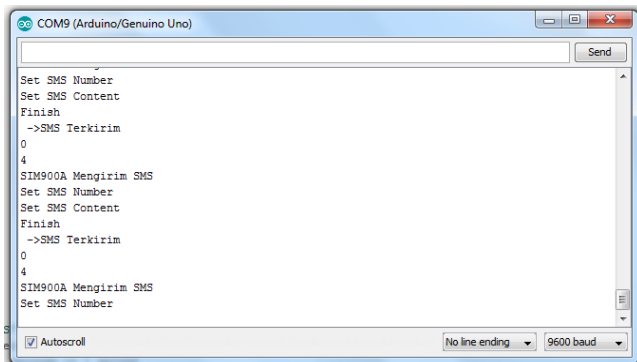 COM9 (Arduino/Genuino Uno)
Send
Set SMS Number
Set SMS Content
Finish
->SMS Terkirim
0
4
SIM900A Mengirim SMS
Set SMS Number
Set SMS Content
Finish
->SMS Terkirim
0
4
SIM900A Mengirim SMS
Set SMS Number
Autoscroll
No line ending
9600 baud